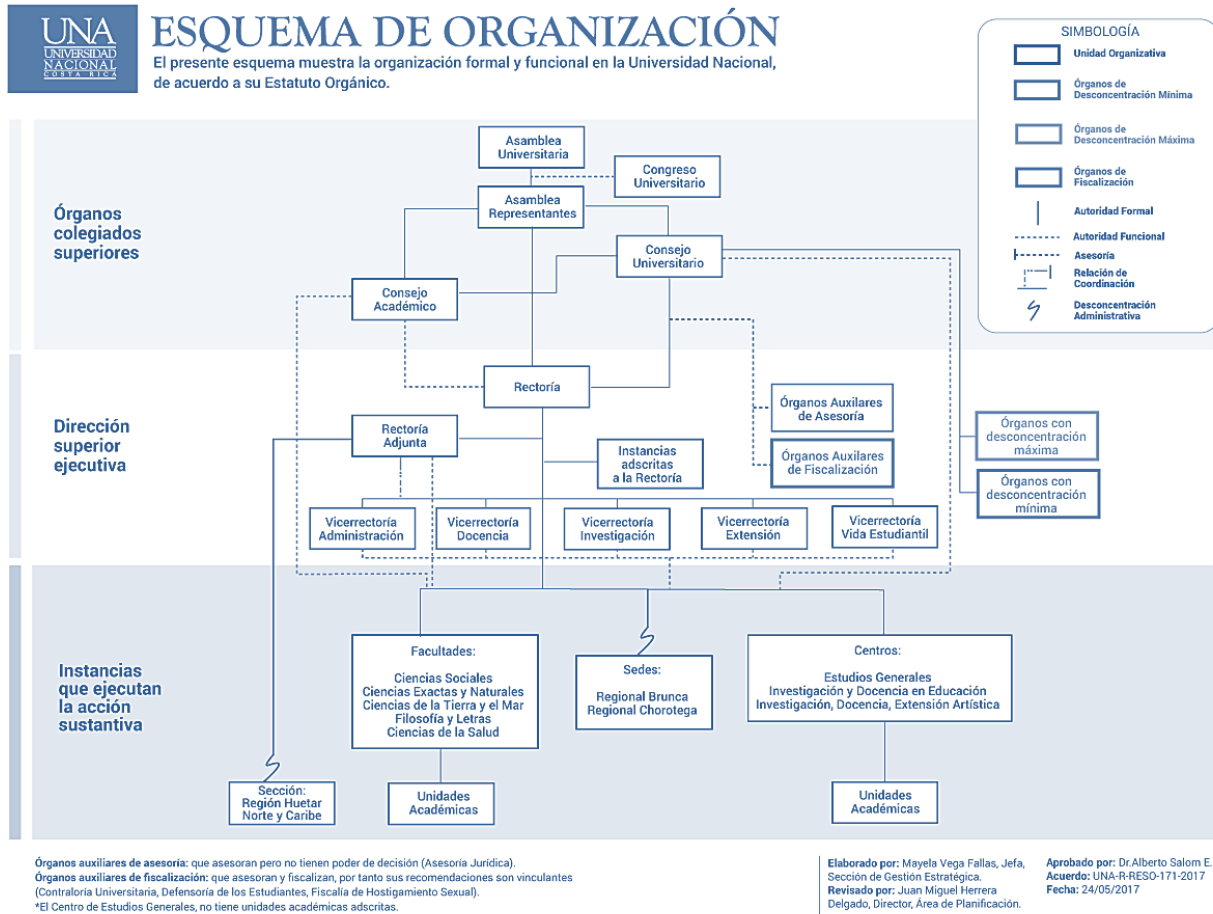 UNA
UNIVERSIDAD
NACIONAL
COSTA RICA
ESQUEMA DE ORGANIZACIÓN
El presente esquema muestra la organización formal y funcional en la Universidad Nacional,
de acuerdo a su Estatuto Orgánico.
SIMBOLOGÍA
Unidad Organizativa
Órganos de
Desconcentración Mínima
Órganos de
Desconcentración Máxima
Órganos de
Fiscalización
Autoridad Formal
Autoridad Funcional
Asesoría
Relación de
Coordinación
Desconcentración
Administrativa
Órganos
colegiados
superiores
Asamblea
Universitaria
Congreso
Universitario
Asamblea
Representantes
Consejo
Universitario
Consejo
Académico
Dirección
superior
ejecutiva
Rectoría
Rectoría
Adjunta
Órganos Auxilares
de Asesoría
Instancias
adscritas
a la Rectoría
Órganos Auxilares
de Fiscalización
Órganos con
desconcentración
máxima
Órganos con
desconcentración
mínima
Vicerrectoría
Administración
Vicerrectoría
Docencia
Vicerrectoría
Investigación
Vicerrectoría
Extensión
Vicerrectoría
Vida Estudiantil
Instancias
que ejecutan
la acción
sustantiva
Facultades:
Ciencias Sociales
Ciencias Exactas y Naturales
Ciencias de la Tierra y el Mar
Filosofía y Letras
Ciencias de la Salud
Sedes:
Regional Brunca
Regional Chorotega
Centros:
Estudios Generales
Investigación y Docencia en Educación
Investigación, Docencia, Extensión Artística
Sección:
Región Huetar
Norte y Caribe
Unidades
Académicas
Unidades
Académicas
Órganos auxiliares de asesoría: que asesoran pero no tienen poder de decisión (Asesoría Jurídica).
Órganos auxiliares de fiscalización: que asesoran y fiscalizan, por tanto sus recomendaciones son vinculantes
(Contraloría Universitaria, Defensoría de los Estudiantes, Fiscalía de Hostigamiento Sexual).
*El Centro de Estudios Generales, no tiene unidades académicas adscritas.
Elaborado por: Mayela Vega Fallas, Jefa,
Sección de Gestión Estratégica.
Revisado por: Juan Miguel Herrera
Delgado, Director, Área de Planificación.
Aprobado por: Dr.Alberto Salom E.
Acuerdo: UNA-R-RESO-171-2017
Fecha: 24/05/2017